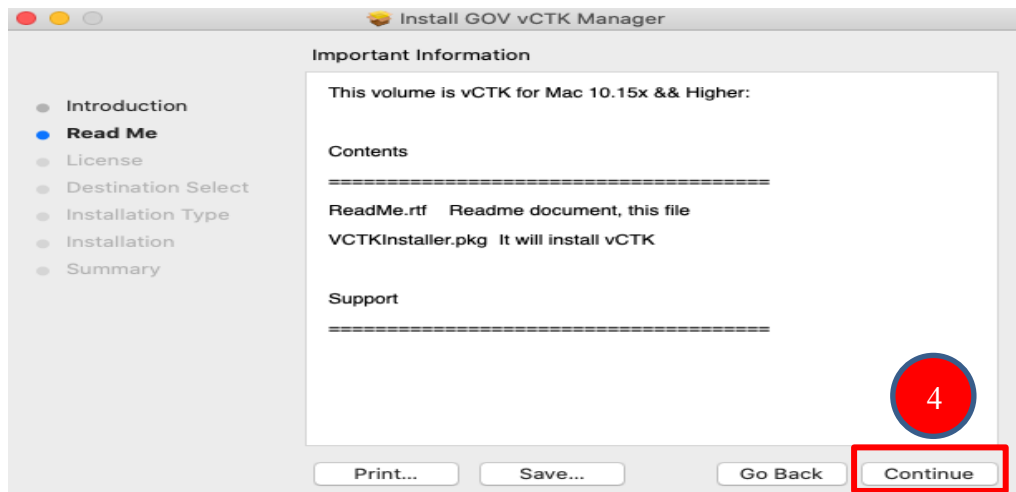 Install GOV vCTK Manager
Important Information
Introduction
Read Me
License
Destination Select
Installation Type
Installation
Summary
This volume is vCTK for Mac 10.15x && Higher:
Contents
======================================
ReadMe.rtf Readme document, this file
VCTKInstaller.pkg It will install vCTK
Support
======================================
4
Print...
Save...
Go Back
Continue